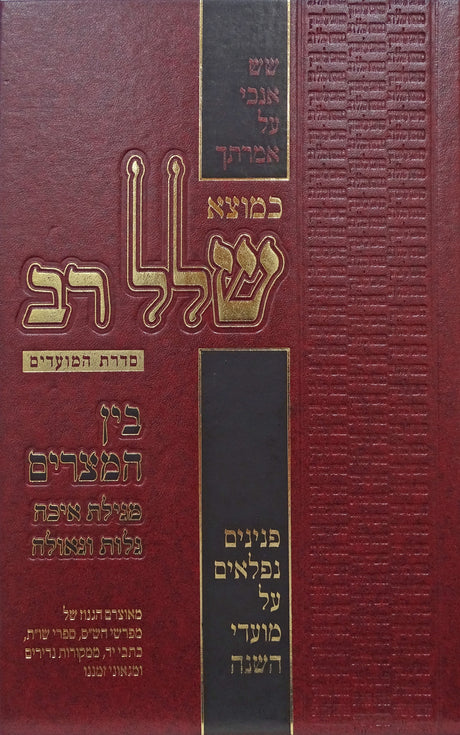 שש
אנכי
על
אמרתך
כמוצא
שלל רב
סדרת המועדים
בין
המצרים
מגילת איכה
גלות וגאולה
פנינים
נפלאים
על
מועדי
השנה
מאוצרם הגנוז של
מפרשי הש״ס, ספרי שו״ת,
כתבי יד, ממקורות נדירים
ומגאוני זמננו